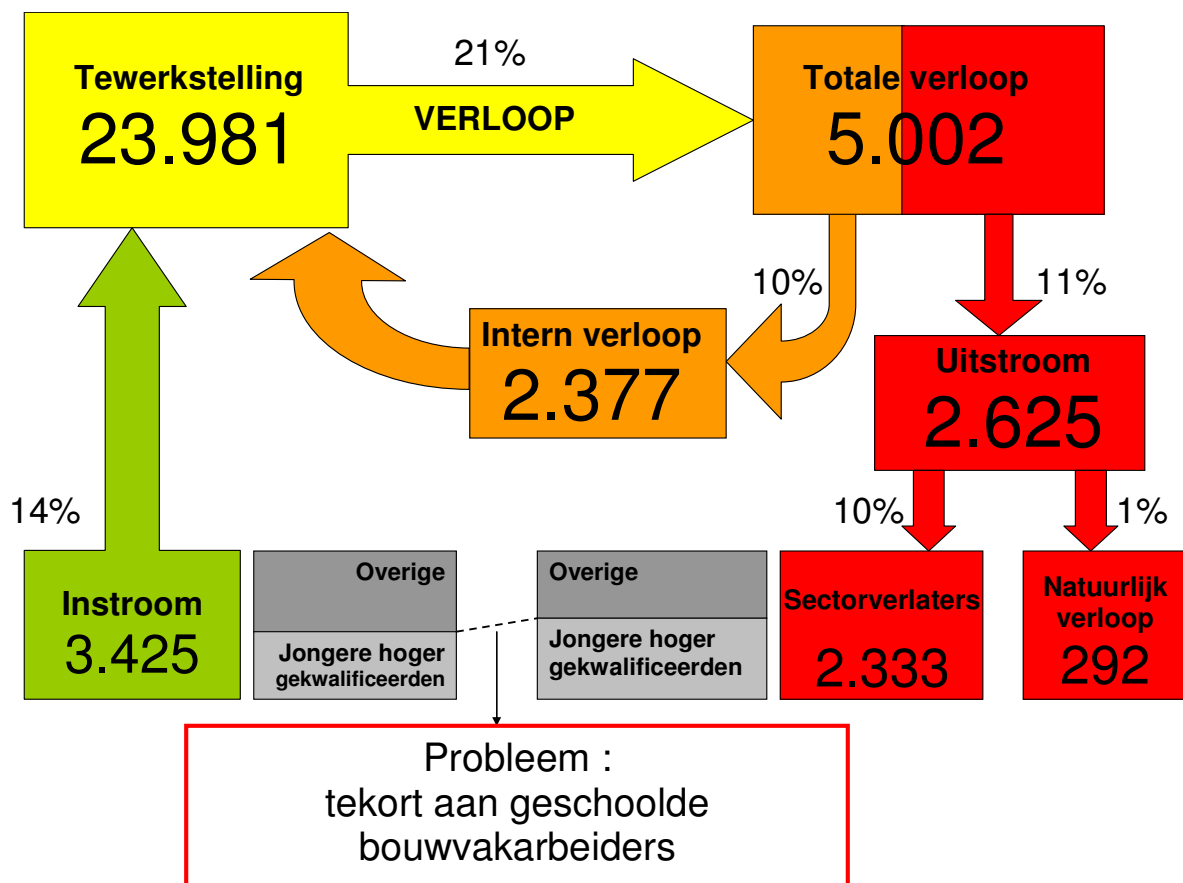 Tewerkstelling
23.981
21%
VERLOOP
Totale verloop
5.002
10%
11%
Intern verloop
2.377
Uitstroom
2.625
14%
10%
1%
Instroom
3.425
Overige
Jongere hoger
gekwalificeerden
Overige
Jongere hoger
gekwalificeerden
Sectorverlaters
2.333
Natuurlijk
verloop
292
Probleem :
tekort aan geschoolde
bouwvakarbeiders